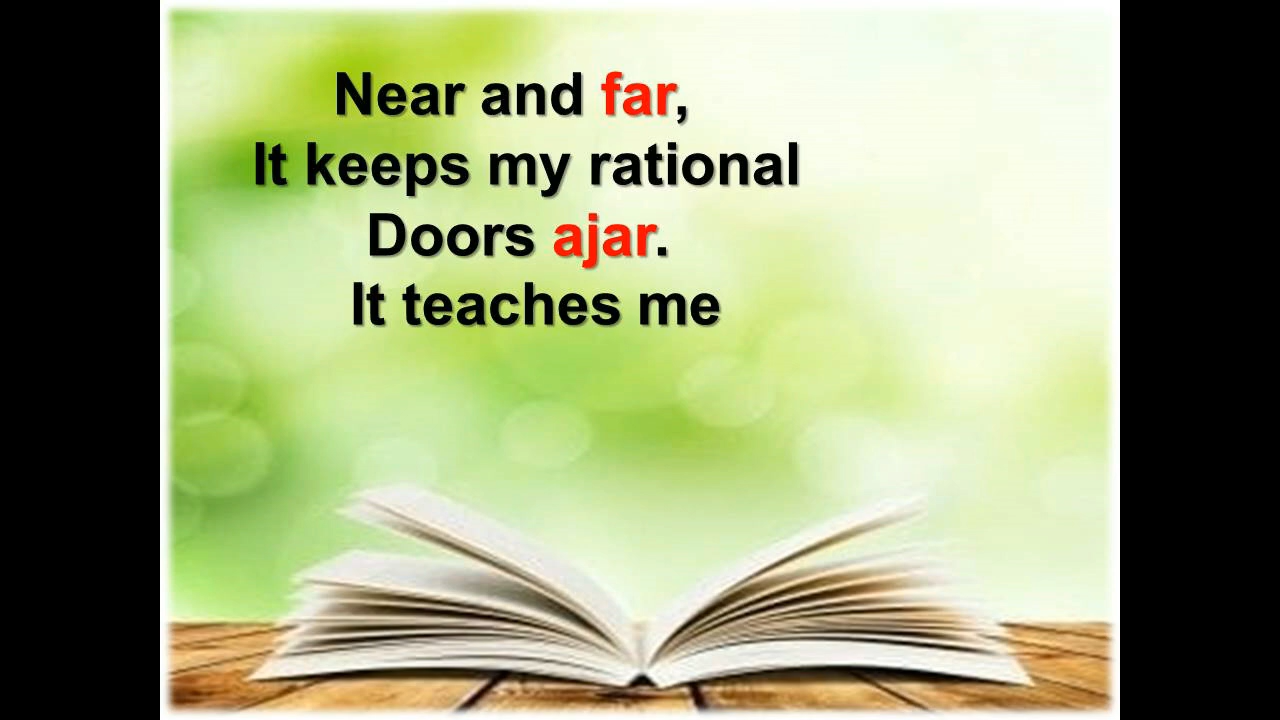 Near and far,
It keeps my rational
Doors ajar.
It teaches me